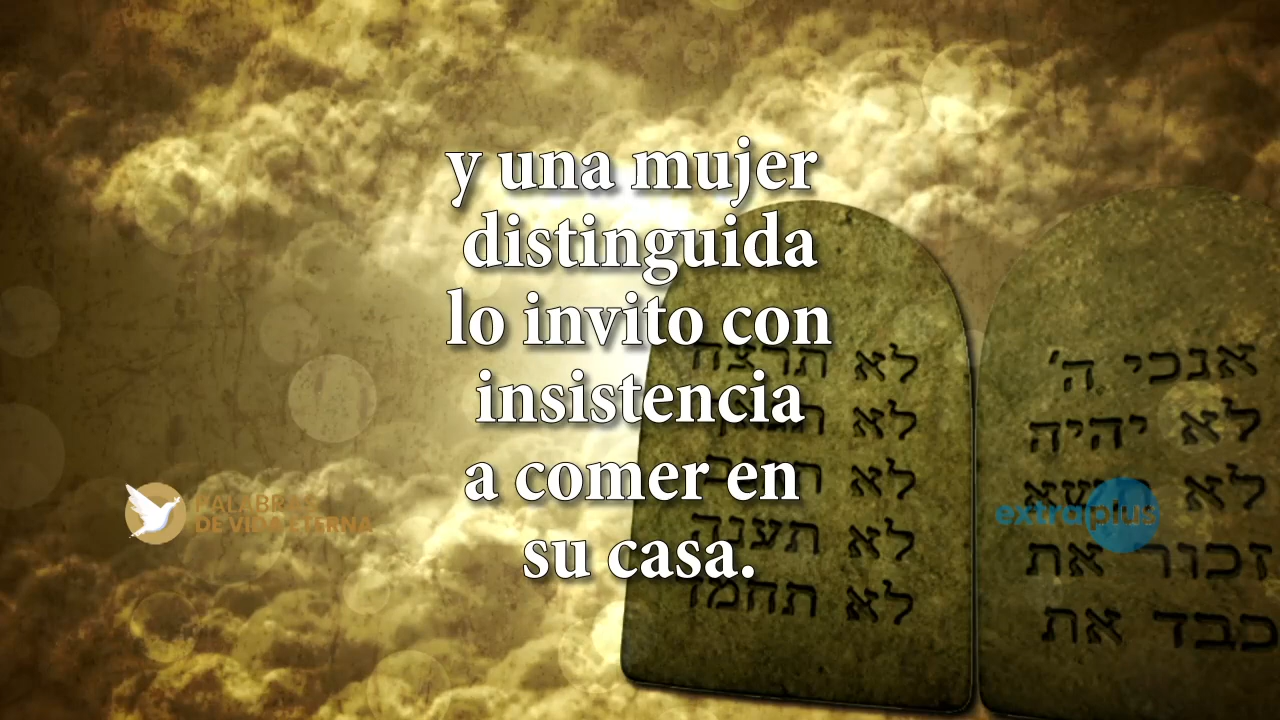 y una mujer
distinguida
lo invito con
insistencia
a comer en
su casa.
PALABRAS
DE VIDA ETERNA
extraplus
לא תרצח
לא
לא
לא תענה
לא תחמד
אנכי ה'
לא יהיה
לא
זכור את
כבד את